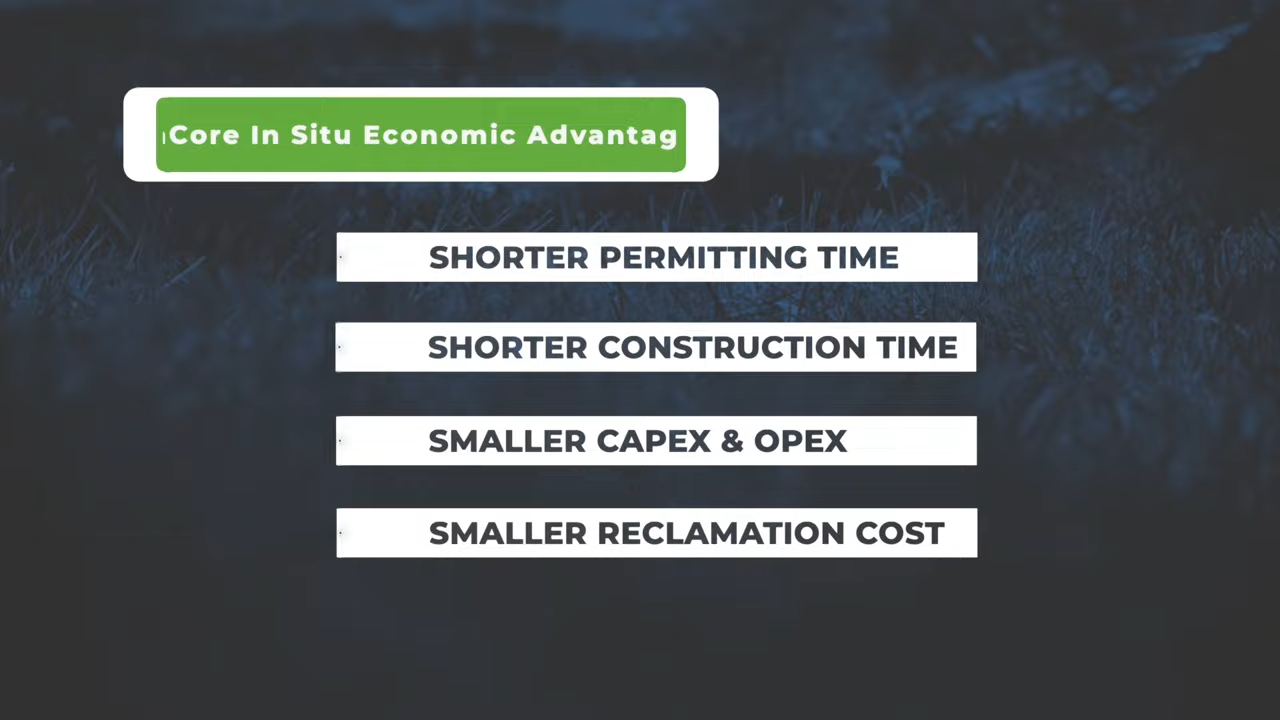 Core In Situ Economic Advantag
SHORTER PERMITTING TIME
SHORTER CONSTRUCTION TIME
SMALLER CAPEX & OPEX
SMALLER RECLAMATION COST